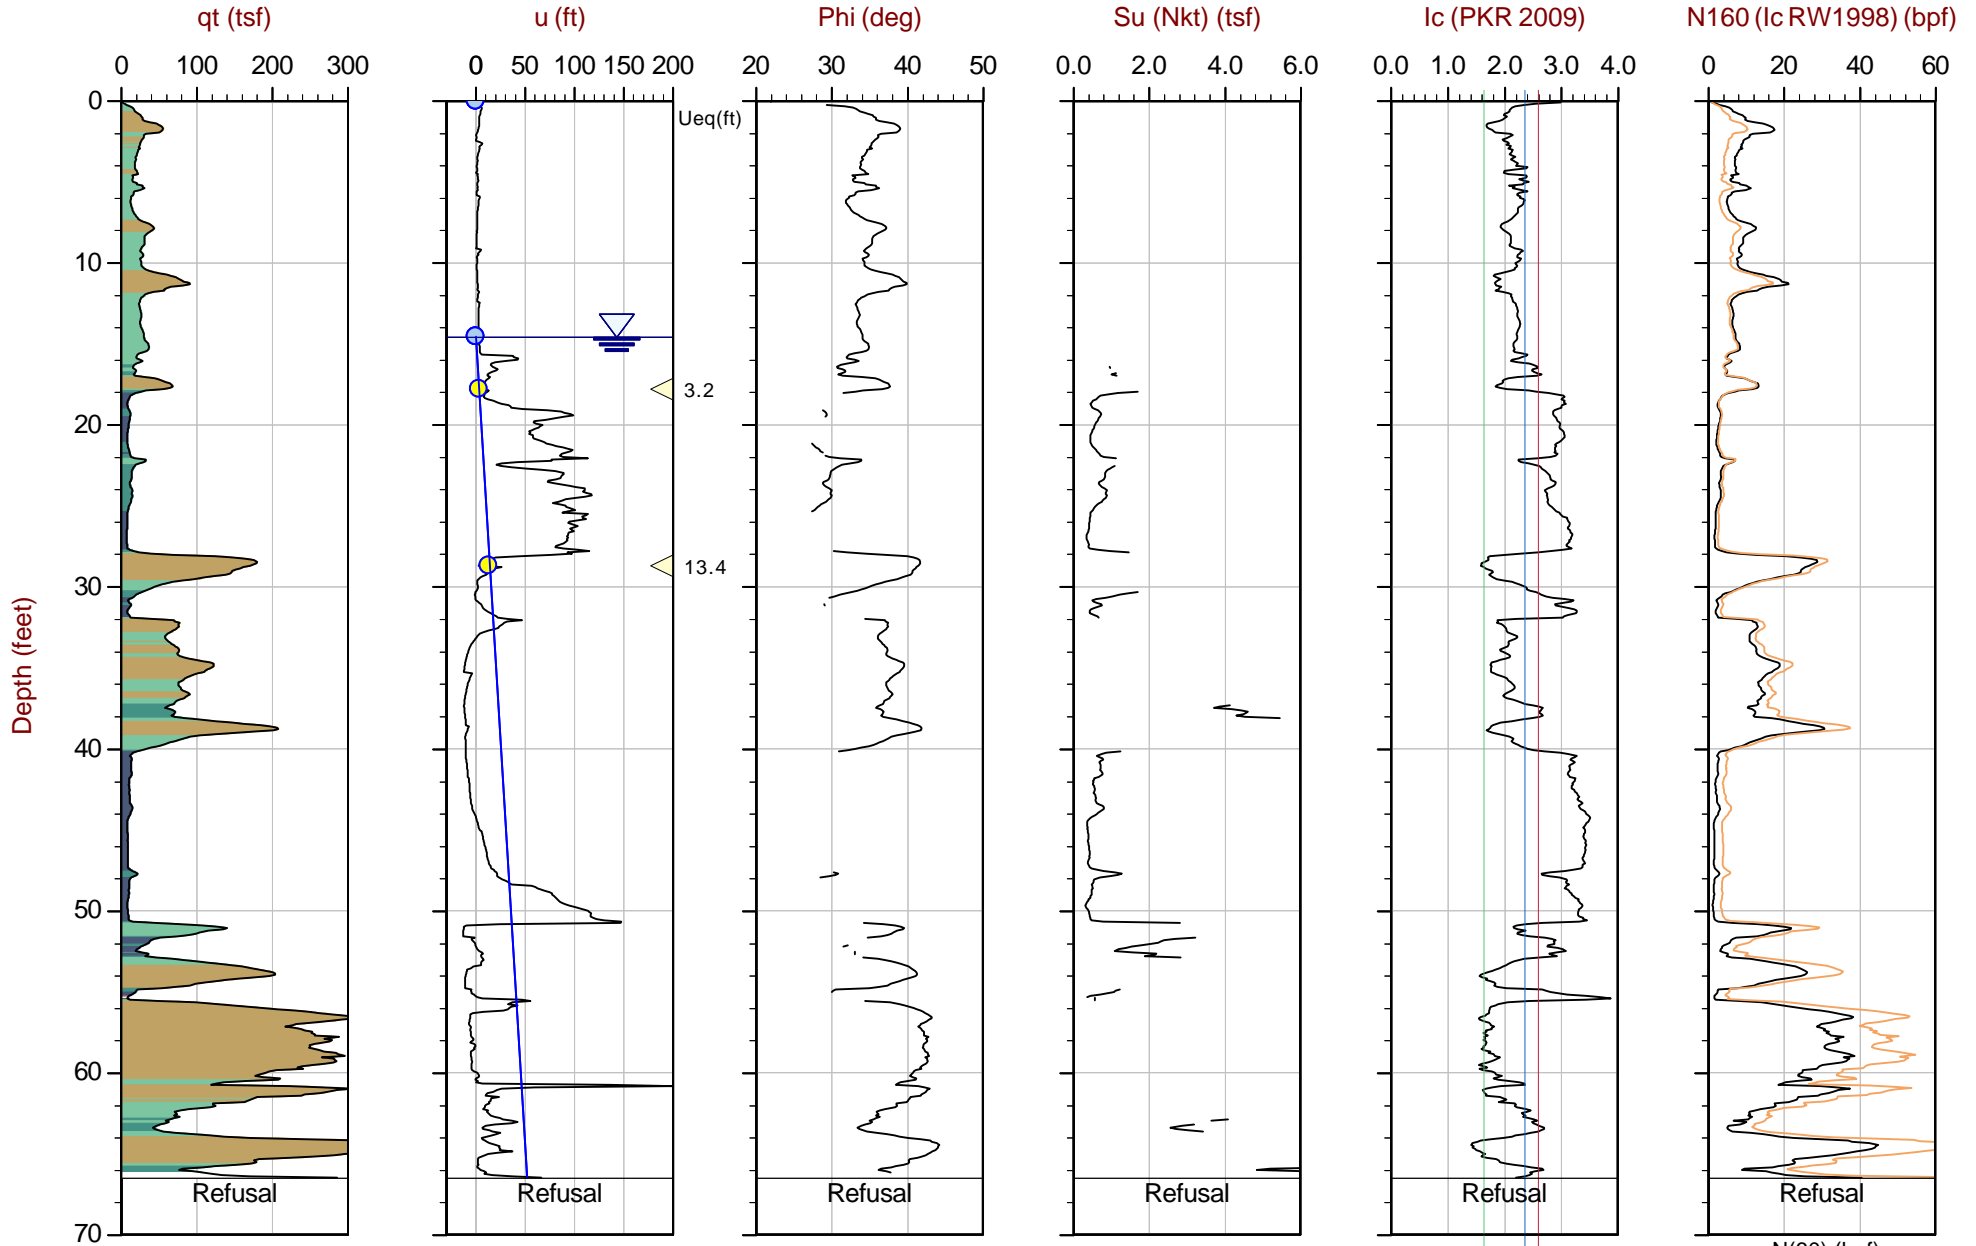 qt (tsf) u (ft) Phi (deg) Su (Nkt) (tsf) Ic (PKR 2009) N160 (Ic RW1998) (bpf)
0 100 200 300 0 50 100 150 200 20 30 40 50 0.0 2.0 4.0 6.0 0.0 1.0 2.0 3.0 4.0 0 20 40 60
0
Ueq(ft)
10
3.2
20
13.4
30
Depth (feet)
40
50
60
Refusal Refusal Refusal Refusal Refusal Refusal
70